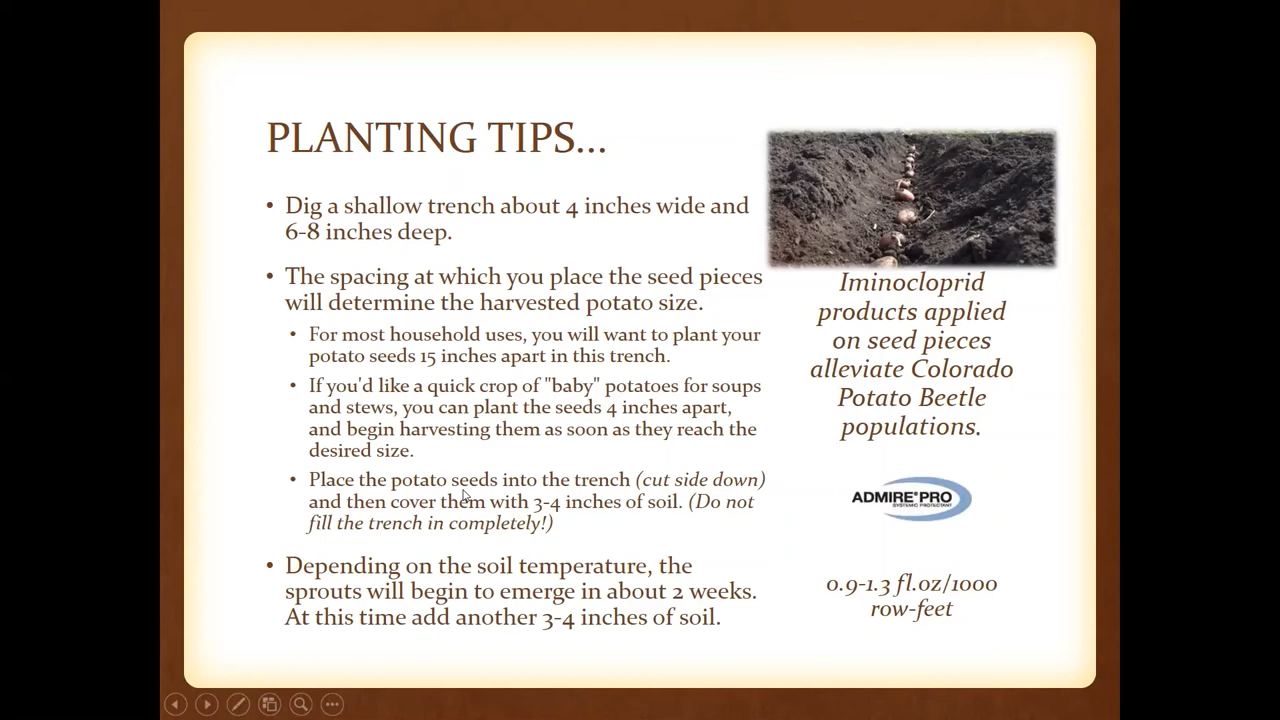 PLANTING TIPS...
• Dig a shallow trench about 4 inches wide and
6-8 inches deep.
• The spacing at which you place the seed pieces
will determine the harvested potato size.
• For most household uses, you will want to plant your
potato seeds 15 inches apart in this trench.
• If you'd like a quick crop of "baby" potatoes for soups
and stews, you can plant the seeds 4 inches apart,
and begin harvesting them as soon as they reach the
desired size.
• Place the potato seeds into the trench (cut side down)
and then cover them with 3-4 inches of soil. (Do not
fill the trench in completely!)
• Depending on the soil temperature, the
sprouts will begin to emerge in about 2 weeks.
At this time add another 3-4 inches of soil.
Iminocloprid
products applied
on seed pieces
alleviate Colorado
Potato Beetle
populations.
ADMIRE PRO
SYSTEMIC PROTECTANT
0.9-1.3 fl.oz/1000
row-feet